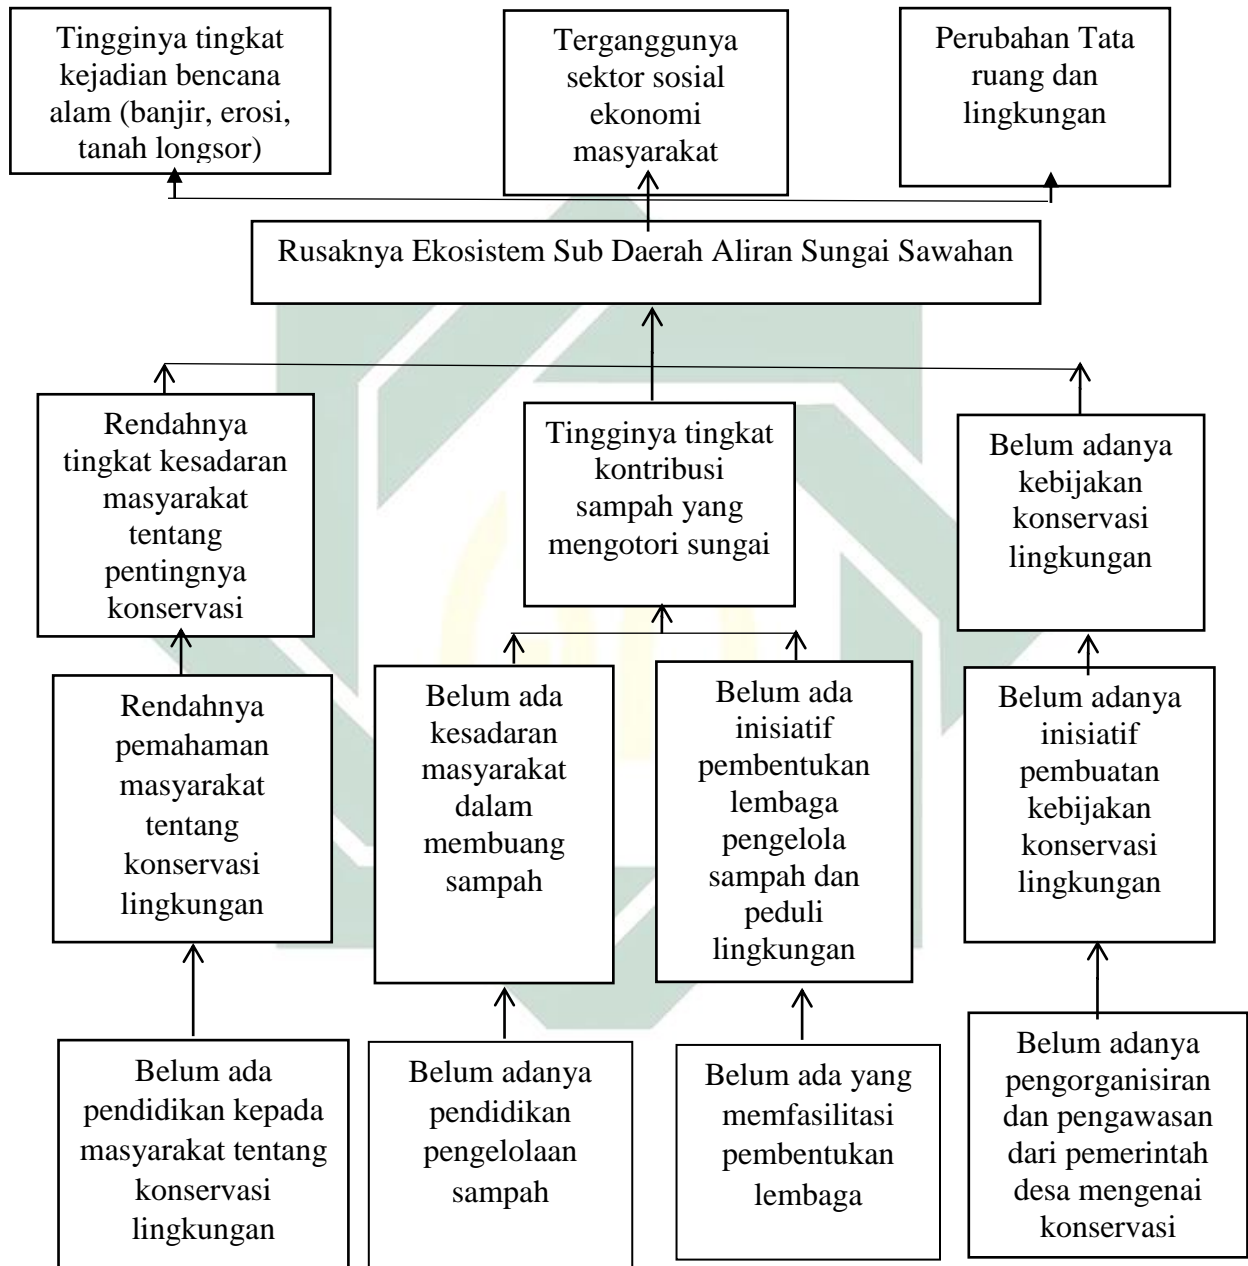 Tingginya tingkat
kejadian bencana
alam (banjir, erosi,
tanah longsor)
Terganggunya
sektor sosial
ekonomi
masyarakat
Perubahan Tata
ruang dan
lingkungan
Rusaknya Ekosistem Sub Daerah Aliran Sungai Sawahan
Rendahnya
tingkat kesadaran
masyarakat
tentang
pentingnya
konservasi
Tingginya tingkat
kontribusi
sampah yang
mengotori sungai
Belum adanya
kebijakan
konservasi
lingkungan
Rendahnya
pemahaman
masyarakat
tentang
konservasi
lingkungan
Belum ada
kesadaran
masyarakat
dalam
membuang
sampah
Belum ada
inisiatif
pembentukan
lembaga
pengelola
sampah dan
peduli
lingkungan
Belum adanya
inisiatif
pembuatan
kebijakan
konservasi
lingkungan
Belum ada
pendidikan kepada
masyarakat tentang
konservasi
lingkungan
Belum adanya
pendidikan
pengelolaan
sampah
Belum ada yang
memfasilitasi
pembentukan
lembaga
Belum adanya
pengorganisiran
dan pengawasan
dari pemerintah
desa mengenai
konservasi